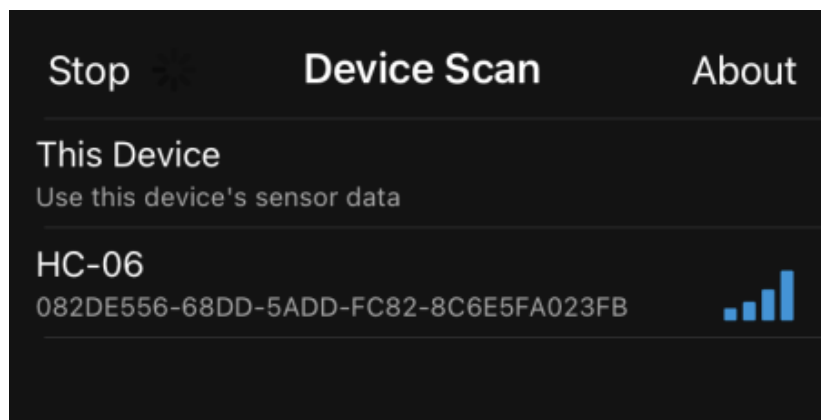 Stop Device Scan About
This Device
Use this device's sensor data
HC-06
082DE556-68DD-5ADD-FC82-8C6E5FA023FB